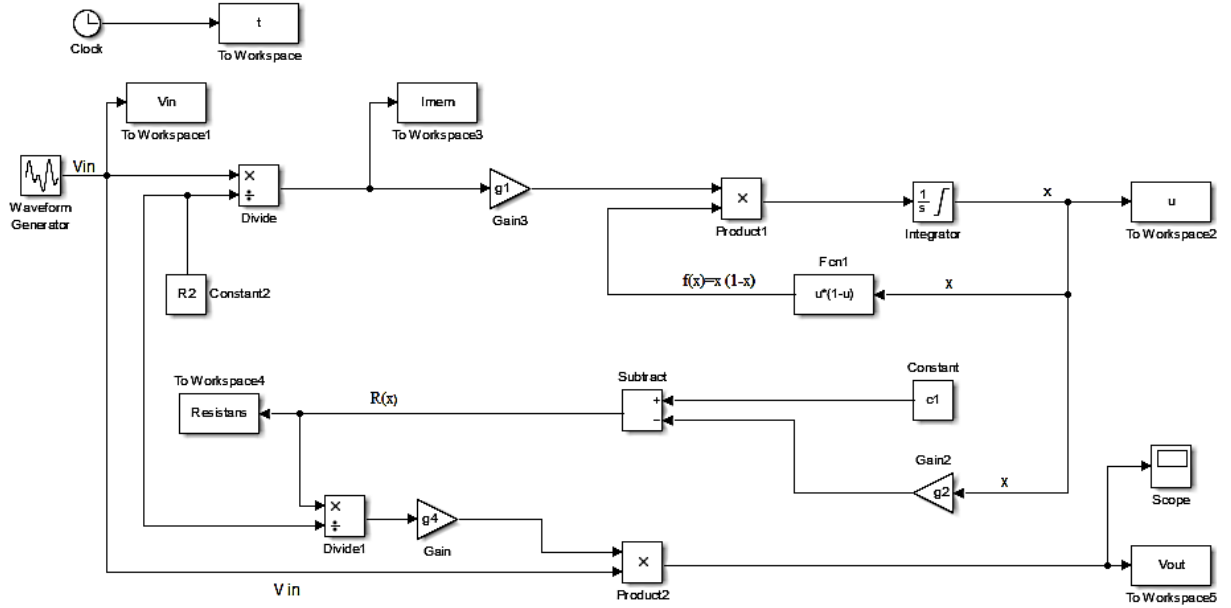 t
Clock
To Workspace
Vin
Imem
To Workspace1
To Workspace3
Vin
×
÷
g1
Waveform
Generator
Divide
Gain3
×
Product1
1
s
Integrator
x
u
To Workspace2
R2
Constant2
f(x)=x (1-x)
Fcn1
u*(1-u)
x
To Workspace4
Resistans
R(x)
Subtract
+
−
Constant
c1
Gain2
g2
x
Scope
×
÷
Divide1
g4
Gain
×
Product2
V in
Vout
To Workspace5